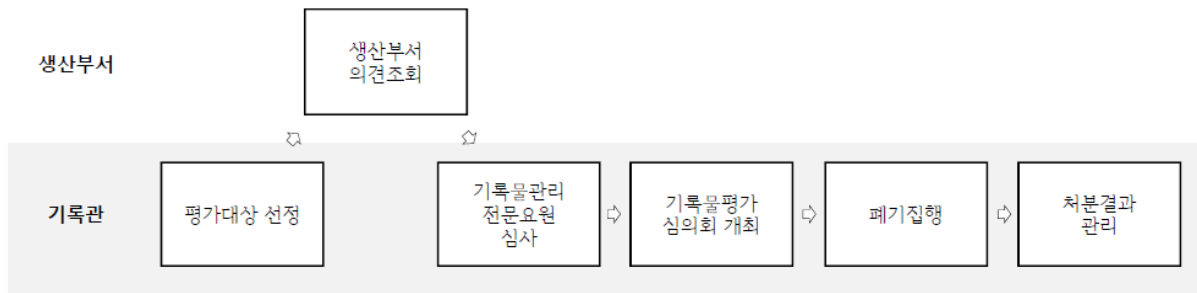 생산부서
생산부서
의견조회
기록관
평가대상 선정
기록물관리
전문요원
심사
기록물평가
심의회 개최
폐기집행
처분결과
관리